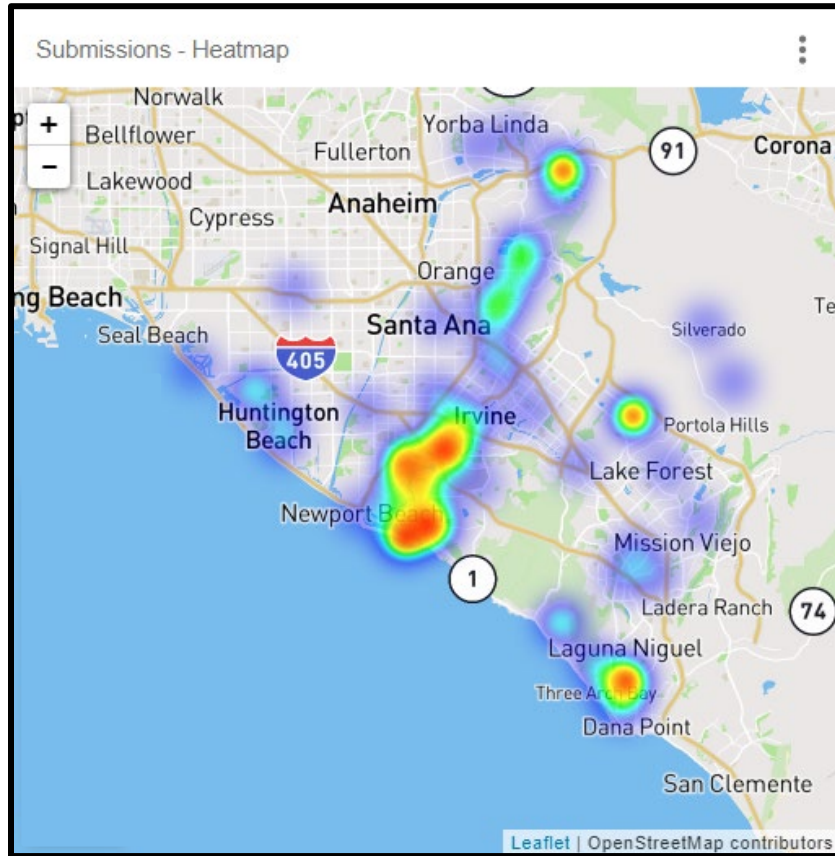 Submissions - Heatmap
+
−
Norwalk
Bellflower
Yorba Linda
Fullerton
91
Corona
Lakewood
Anaheim
Cypress
Signal Hill
Orange
ng Beach
Santa Ana
Te
Seal Beach
Silverado
405
Huntington
Beach
Irvine
Portola Hills
Lake Forest
Newport Beach
Mission Viejo
1
Ladera Ranch
74
Laguna Niguel
Three Arch Bay
Dana Point
San Clemente
Leaflet | OpenStreetMap contributors